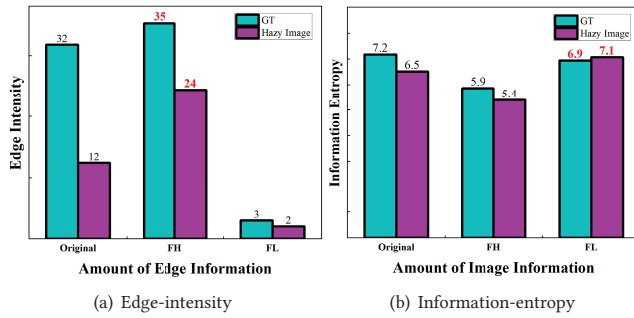 35
32
24
12
3
2
GT
Hazy Image
Edge Intensity
Original
FH
FL
Amount of Edge Information
(a) Edge-intensity
7.2
6.5
5.9
5.4
6.9
7.1
GT
Hazy Image
Information Entropy
Original
FH
FL
Amount of Image Information
(b) Information-entropy